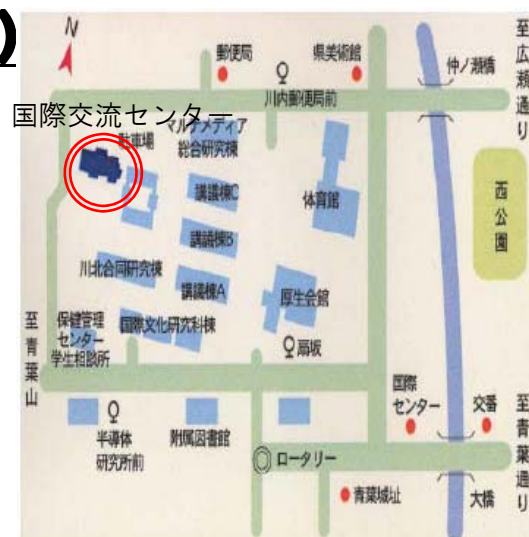 )
N
郵便局
県美術館
至広瀬通り
仲ノ瀬橋
川内郵便局前
国際交流センター
駐車場
マルチメディア
総合研究棟
講議棟C
体育館
西公園
講議棟B
川北合同研究棟
講議棟A
厚生会館
至青葉山
保健管理
センター
学生相談所
国際文化研究科棟
扇坂
国際
センター
交番
至青葉通り
半導体
研究所前
附属図書館
ロータリー
青葉城址
大橋